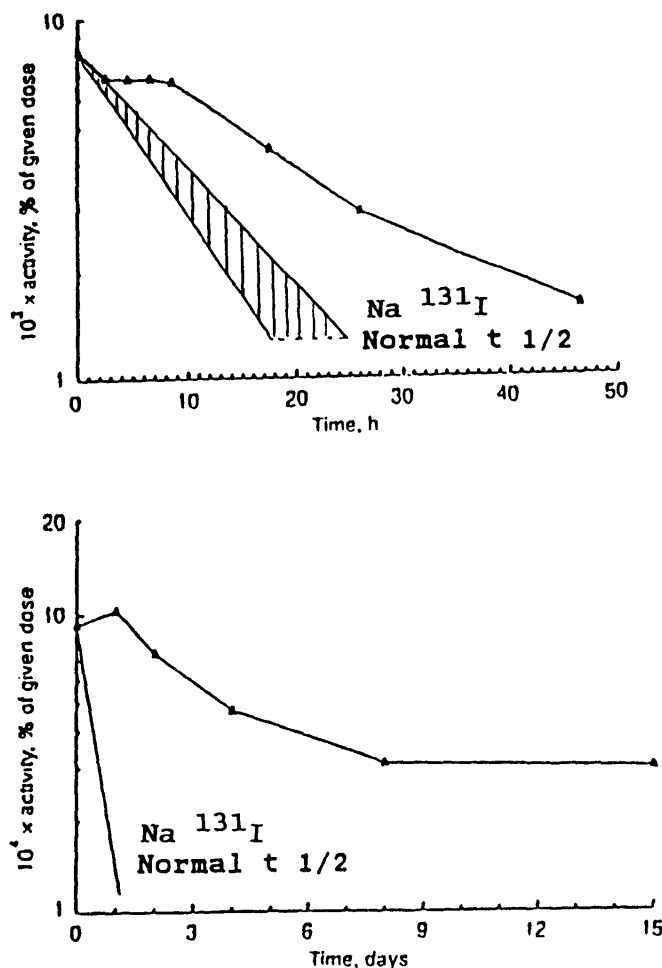 10
1
10³ x activity, % of given dose
Na ¹³¹I
Normal t 1/2
0
10
20
30
40
50
Time, h
20
10
1
10⁴ x activity, % of given dose
Na ¹³¹I
Normal t 1/2
0
3
6
9
12
15
Time, days